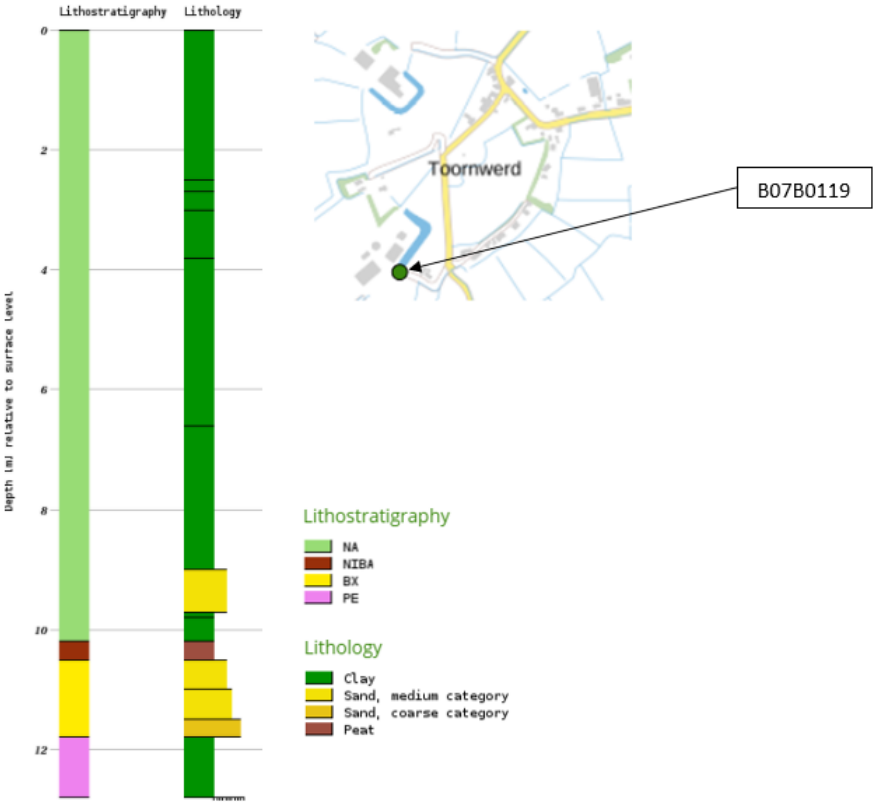 Lithostratigraphy Lithology
Depth [m] relative to surface level
0
2
4
6
8
10
12
Toornwerd
B07B0119
Lithostratigraphy
NA
NIBA
BX
PE
Lithology
Clay
Sand, medium category
Sand, coarse category
Peat